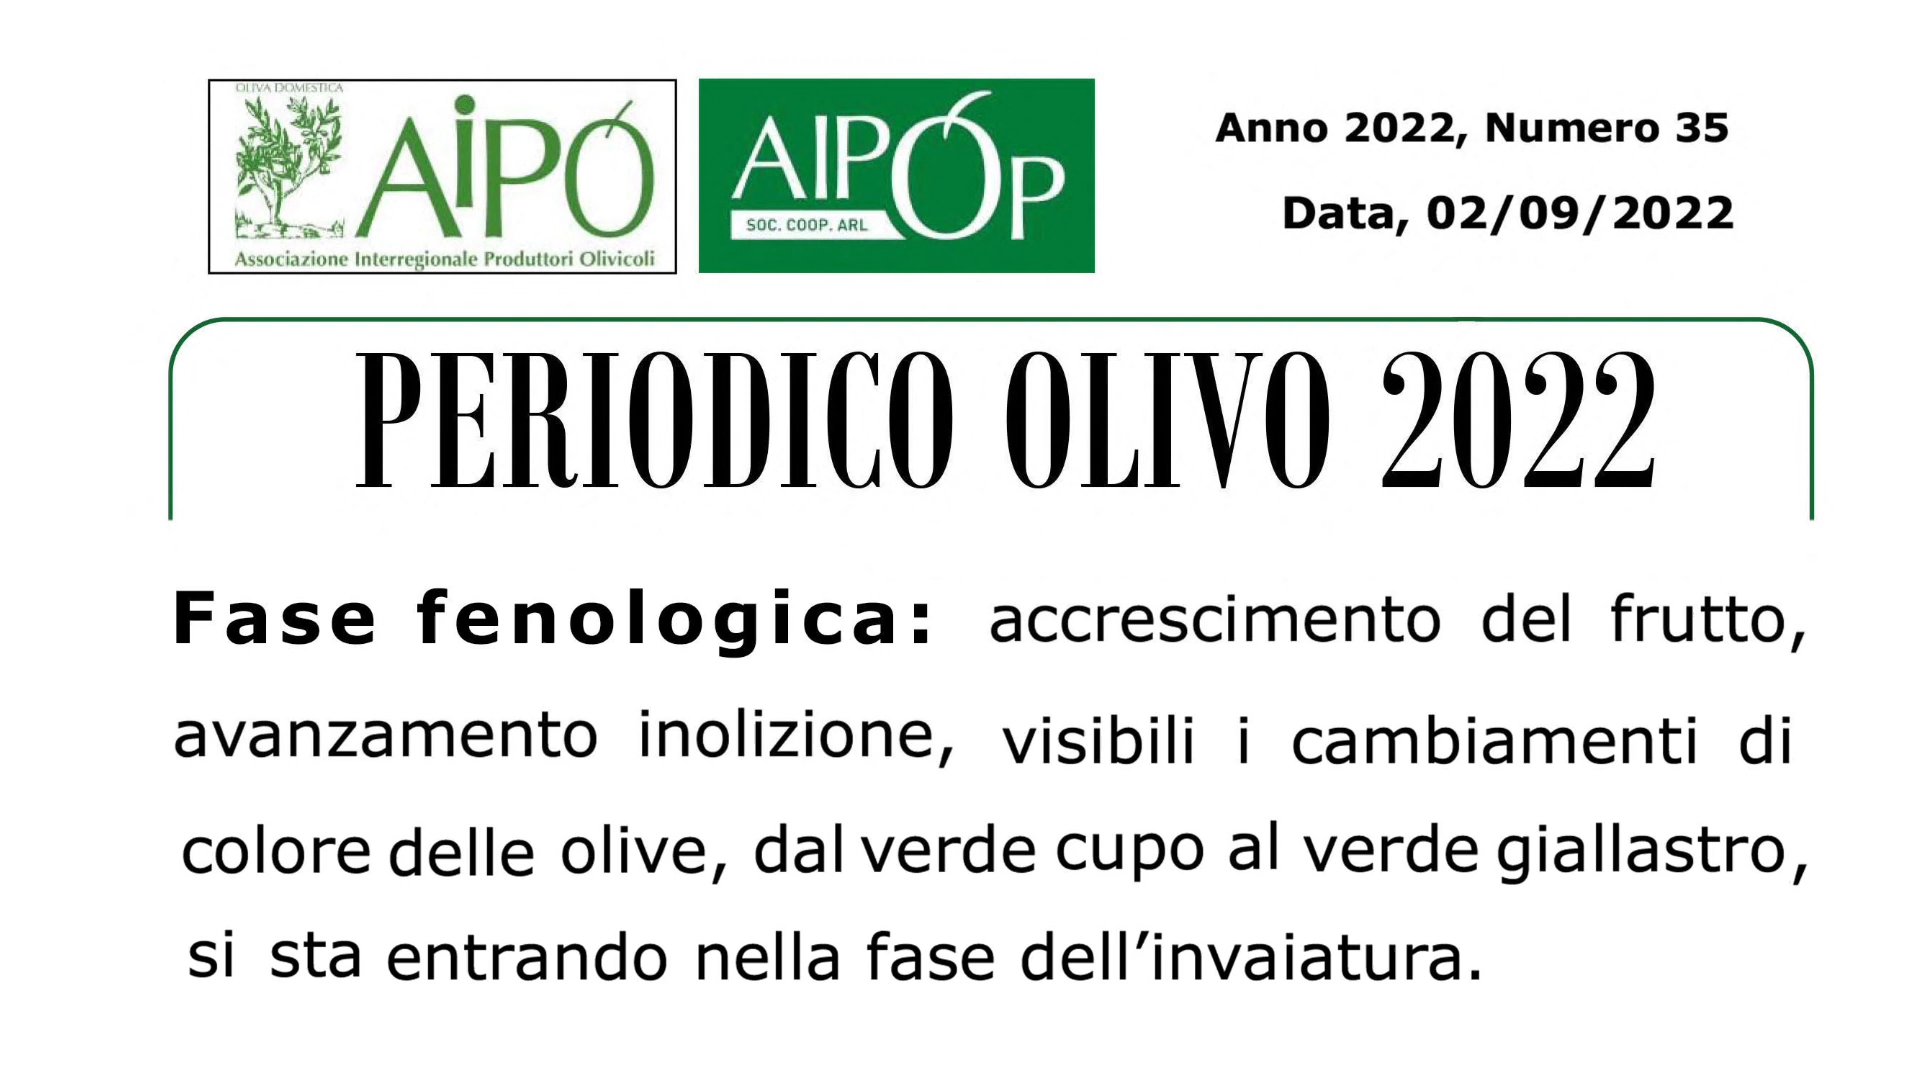 OLIVA DOMESTICA
AIPÓ
Associazione Interregionale Produttori Olivicoli
AIPÓP
SOC. COOP. ARL
Anno 2022, Numero 35
Data, 02/09/2022
PERIODICO OLIVO 2022
Fase fenologica: accrescimento del frutto,
avanzamento inolizione, visibili i cambiamenti di
colore delle olive, dal verde cupo al verde giallastro,
si sta entrando nella fase dell’invaiatura.